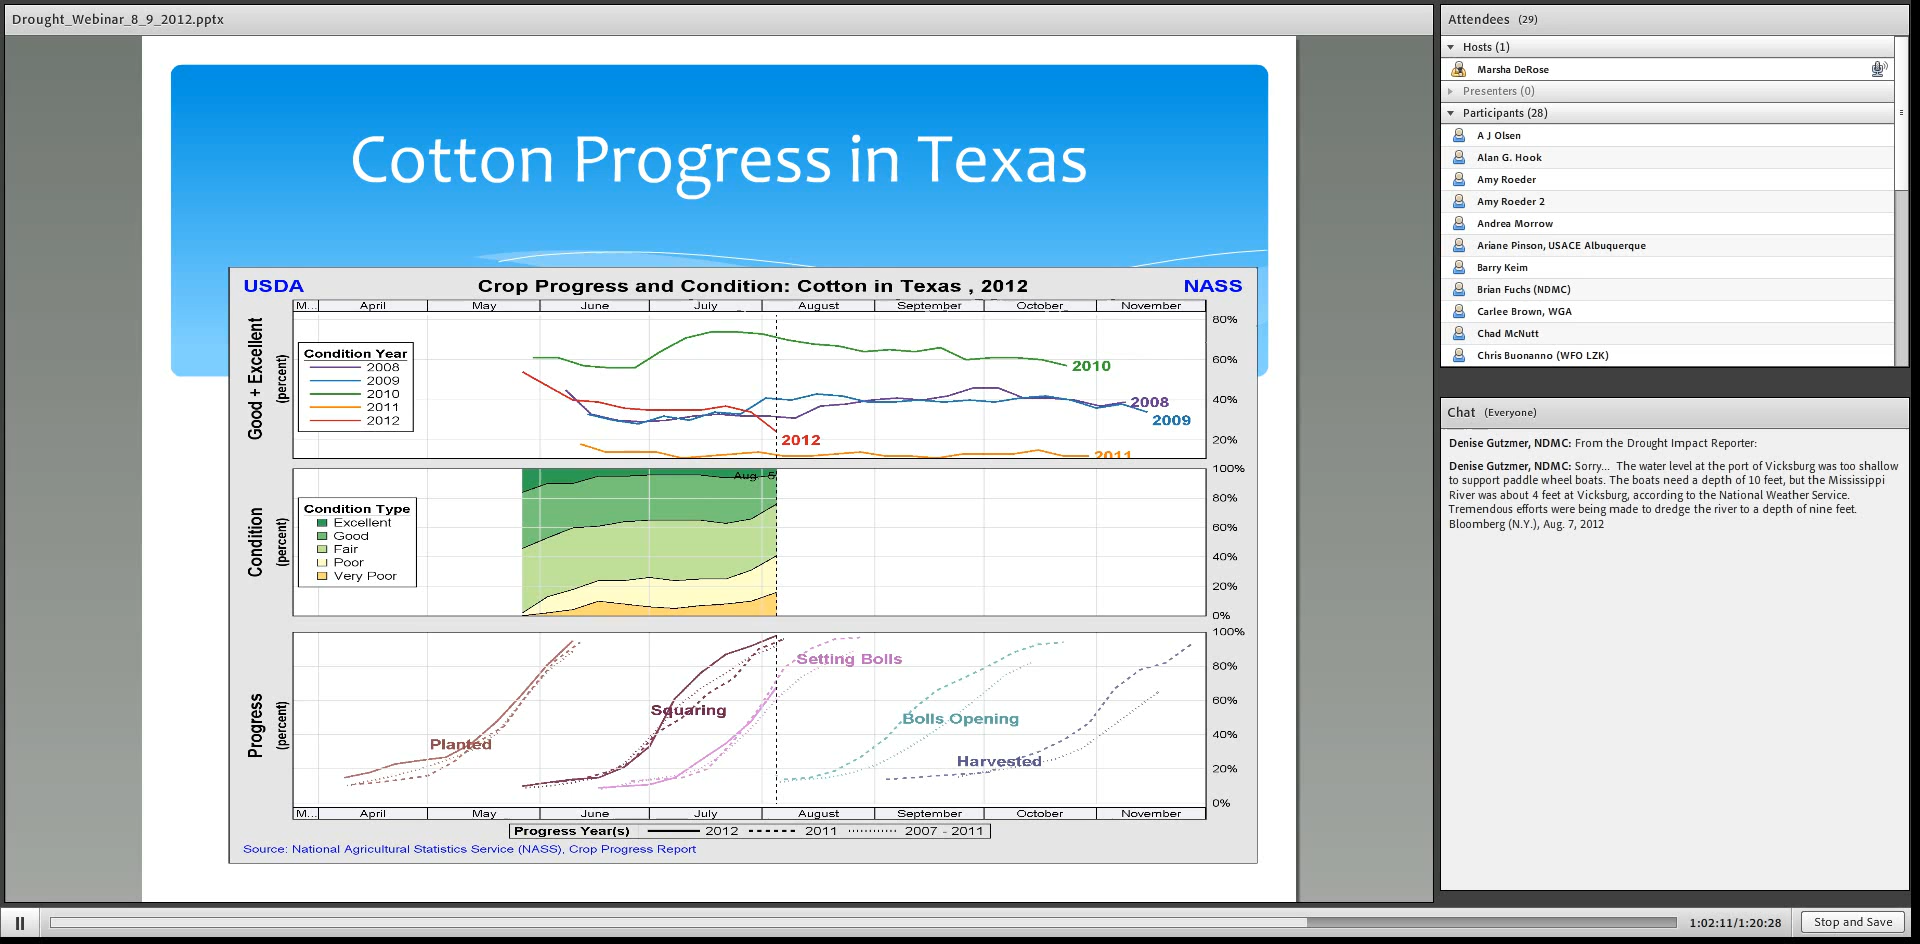 Drought_Webinar_8_9_2012.pptx
Cotton Progress in Texas
USDA
Crop Progress and Condition: Cotton in Texas , 2012
NASS
M... April May June July August September October November
Good + Excellent
(percent)
Condition Year
2008
2009
2010
2011
2012
2010
2008
2009
2012
2011
80%
60%
40%
20%
Condition
(percent)
Condition Type
Excellent
Good
Fair
Poor
Very Poor
Aug 5
100%
80%
60%
40%
20%
0%
Progress
(percent)
Planted
Squaring
Setting Bolls
Bolls Opening
Harvested
100%
80%
60%
40%
20%
0%
M... April May June July August September October November
Progress Year(s) 2012 2011 2007 - 2011
Source: National Agricultural Statistics Service (NASS), Crop Progress Report
Attendees (29)
Hosts (1)
Marsha DeRose
Presenters (0)
Participants (28)
A J Olsen
Alan G. Hook
Amy Roeder
Amy Roeder 2
Andrea Morrow
Ariane Pinson, USACE Albuquerque
Barry Keim
Brian Fuchs (NDMC)
Carlee Brown, WGA
Chad McNutt
Chris Buonanno (WFO LZK)
Chat (Everyone)
Denise Gutzmer, NDMC: From the Drought Impact Reporter:
Denise Gutzmer, NDMC: Sorry... The water level at the port of Vicksburg was too shallow
to support paddle wheel boats. The boats need a depth of 10 feet, but the Mississippi
River was about 4 feet at Vicksburg, according to the National Weather Service.
Tremendous efforts were being made to dredge the river to a depth of nine feet.
Bloomberg (N.Y.), Aug. 7, 2012
1:02:11/1:20:28
Stop and Save